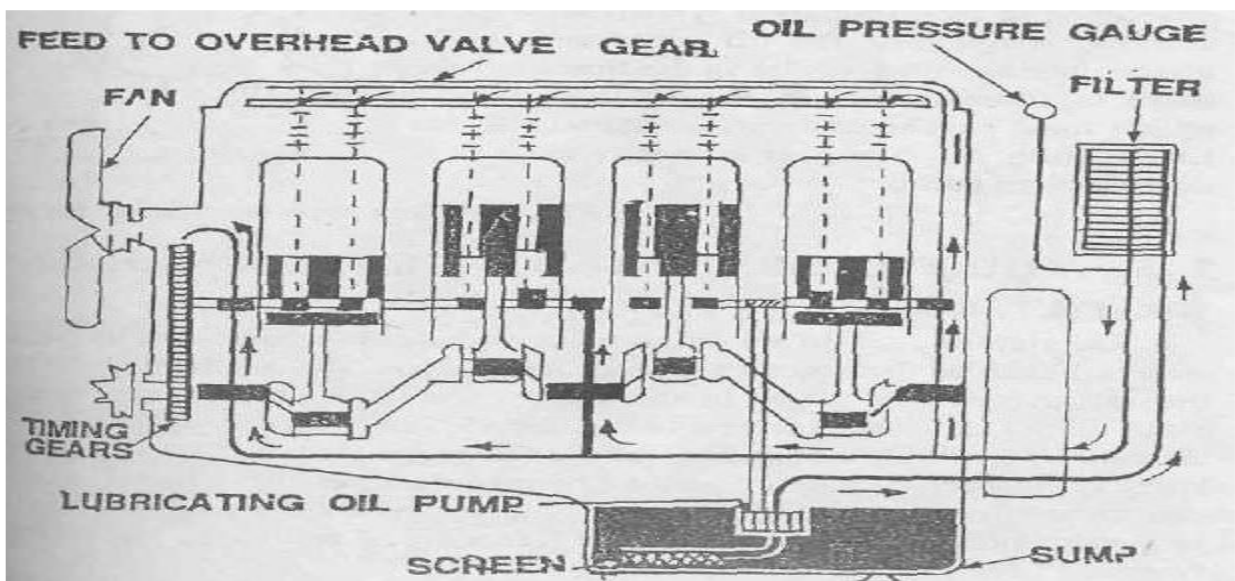 FEED TO OVERHEAD VALVE GEAR
OIL PRESSURE GAUGE
FAN
FILTER
TIMING
GEARS
LUBRICATING OIL PUMP
SCREEN
SUMP